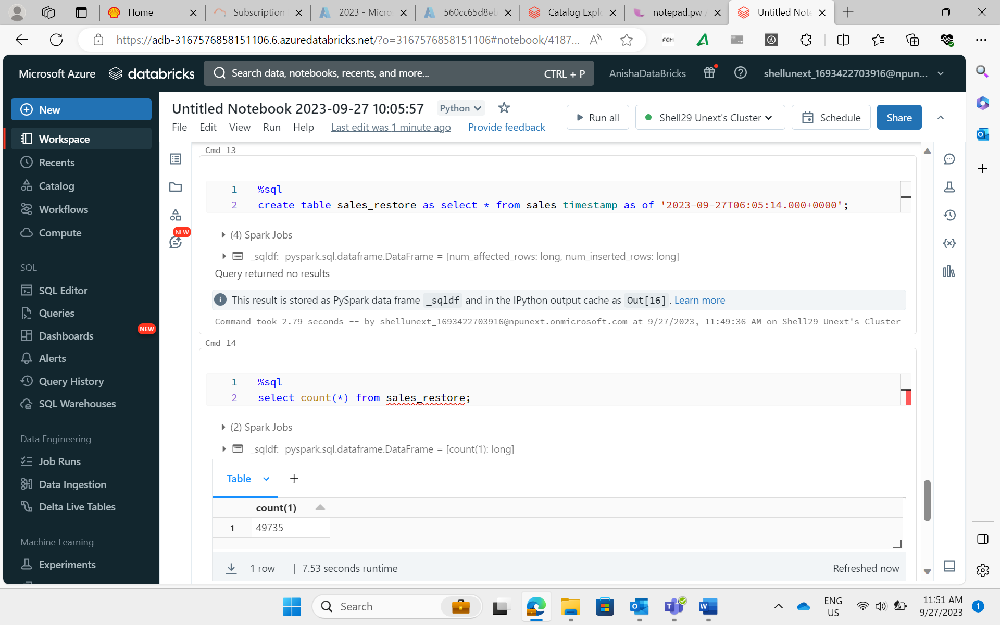 Home
Subscription
2023 - Micro
560cc65d8eb
Catalog Explo
notepad.pw /
Untitled Note
https://adb-3167576858151106.6.azuredatabricks.net/?o=3167576858151106#notebook/4187...
Microsoft Azure
databricks
Search data, notebooks, recents, and more...
CTRL + P
AnishaDataBricks
shellunext_1693422703916@npun...
New
Workspace
Recents
Catalog
Workflows
Compute
SQL
SQL Editor
Queries
Dashboards
NEW
Alerts
Query History
SQL Warehouses
Data Engineering
Job Runs
Data Ingestion
Delta Live Tables
Machine Learning
Experiments
Untitled Notebook 2023-09-27 10:05:57
Python
File Edit View Run Help Last edit was 1 minute ago Provide feedback
Run all
Shell29 Unext's Cluster
Schedule
Share
NEW
Cmd 13
1 %sql
2 create table sales_restore as select * from sales timestamp as of '2023-09-27T06:05:14.000+0000';
(4) Spark Jobs
_sqldf: pyspark.sql.dataframe.DataFrame = [num_affected_rows: long, num_inserted_rows: long]
Query returned no results
This result is stored as PySpark data frame _sqldf and in the IPython output cache as Out[16] . Learn more
Command took 2.79 seconds -- by shellunext_1693422703916@npunext.onmicrosoft.com at 9/27/2023, 11:49:36 AM on Shell29 Unext's Cluster
Cmd 14
1 %sql
2 select count(*) from sales_restore;
(2) Spark Jobs
_sqldf: pyspark.sql.dataframe.DataFrame = [count(1): long]
Table
count(1)
1 49735
1 row | 7.53 seconds runtime
Refreshed now
Search
ENG
US
11:51 AM
9/27/2023
1